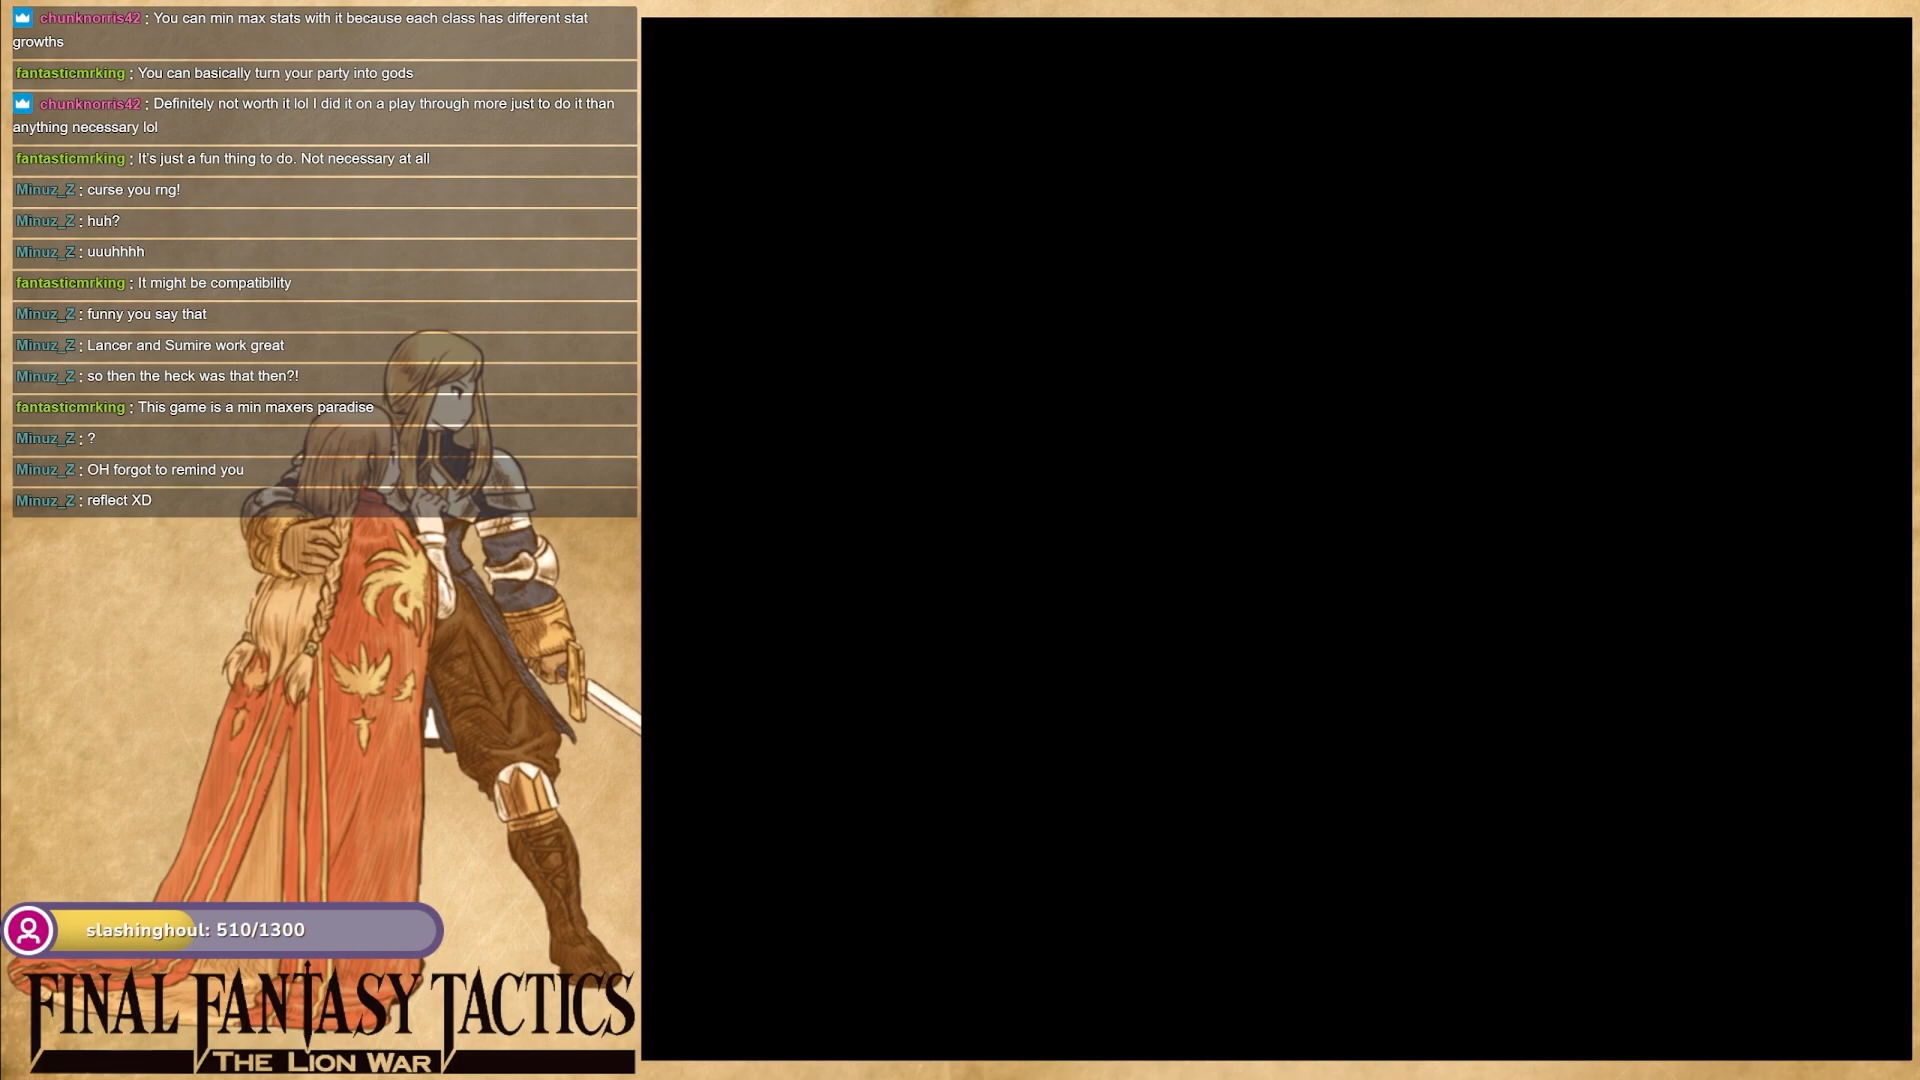 chunknorris42 : You can min max stats with it because each class has different stat
growths
fantasticmrking : You can basically turn your party into gods
chunknorris42 : Definitely not worth it lol I did it on a play through more just to do it than
anything necessary lol
fantasticmrking : It's just a fun thing to do. Not necessary at all
Minuz_Z : curse you rng!
Minuz_Z : huh?
Minuz_Z : uuuhhhh
fantasticmrking : It might be compatibility
Minuz_Z : funny you say that
Minuz_Z : Lancer and Sumire work great
Minuz_Z : so then the heck was that then?!
fantasticmrking : This game is a min maxers paradise
Minuz_Z : ?
Minuz_Z : OH forgot to remind you
Minuz_Z : reflect XD
slashinghoul: 510/1300
FINAL FANTASY TACTICS
THE LION WAR